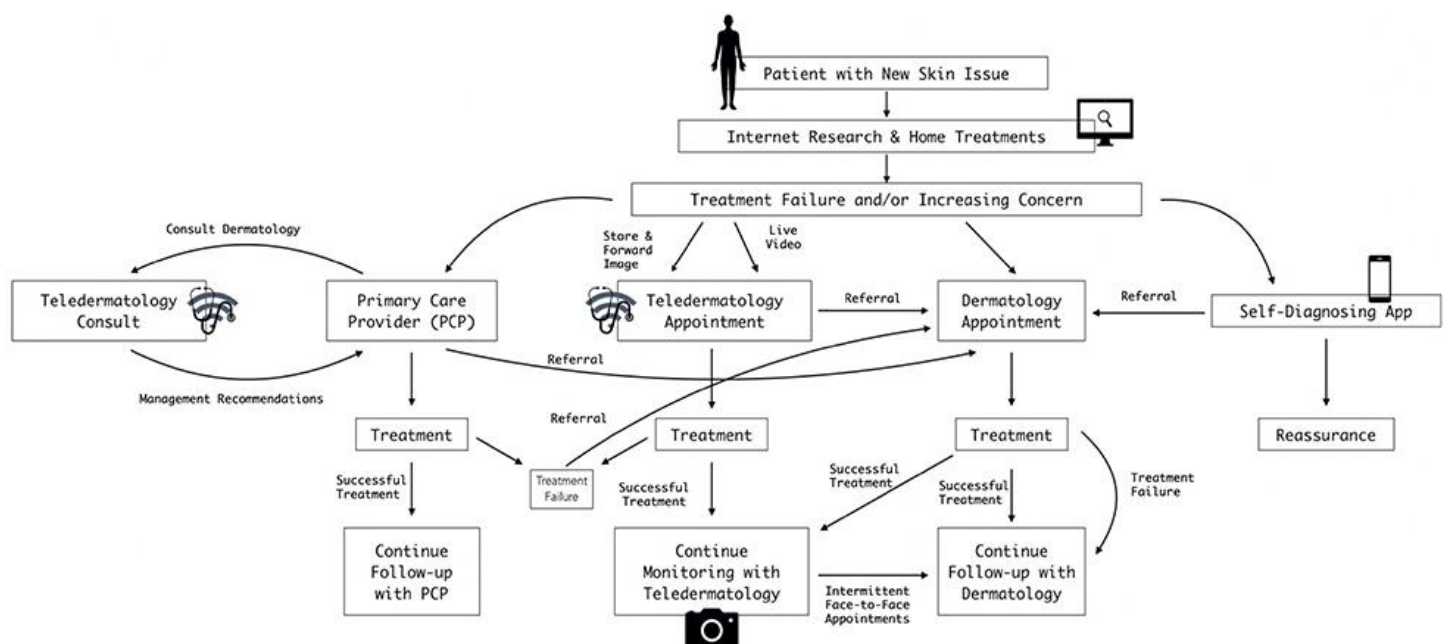 Patient with New Skin Issue
Internet Research & Home Treatments
Treatment Failure and/or Increasing Concern
Consult Dermatology
Store &
Forward
Image
Live
Video
Teledermatology
Consult
Primary Care
Provider (PCP)
Teledermatology
Appointment
Referral
Dermatology
Appointment
Referral
Self-Diagnosing App
Management Recommendations
Referral
Referral
Treatment
Treatment
Treatment
Reassurance
Treatment
Failure
Successful
Treatment
Successful
Treatment
Successful
Treatment
Successful
Treatment
Treatment
Failure
Continue
Follow-up
with PCP
Continue
Monitoring with
Teledermatology
Intermittent
Face-to-Face
Appointments
Continue
Follow-up with
Dermatology